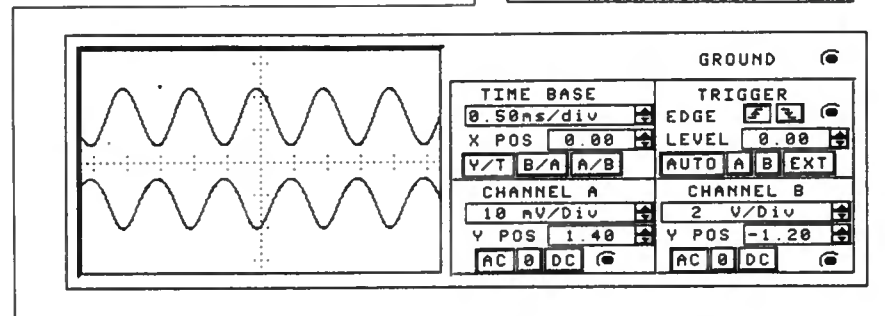 GROUND
TIME BASE
0.50ms/div
X POS 0.00
Y/T B/A A/B
TRIGGER
EDGE
LEVEL 0.00
AUTO A B EXT
CHANNEL A
10 mV/Div
Y POS 1.40
AC 0 DC
CHANNEL B
2 V/Div
Y POS -1.20
AC 0 DC